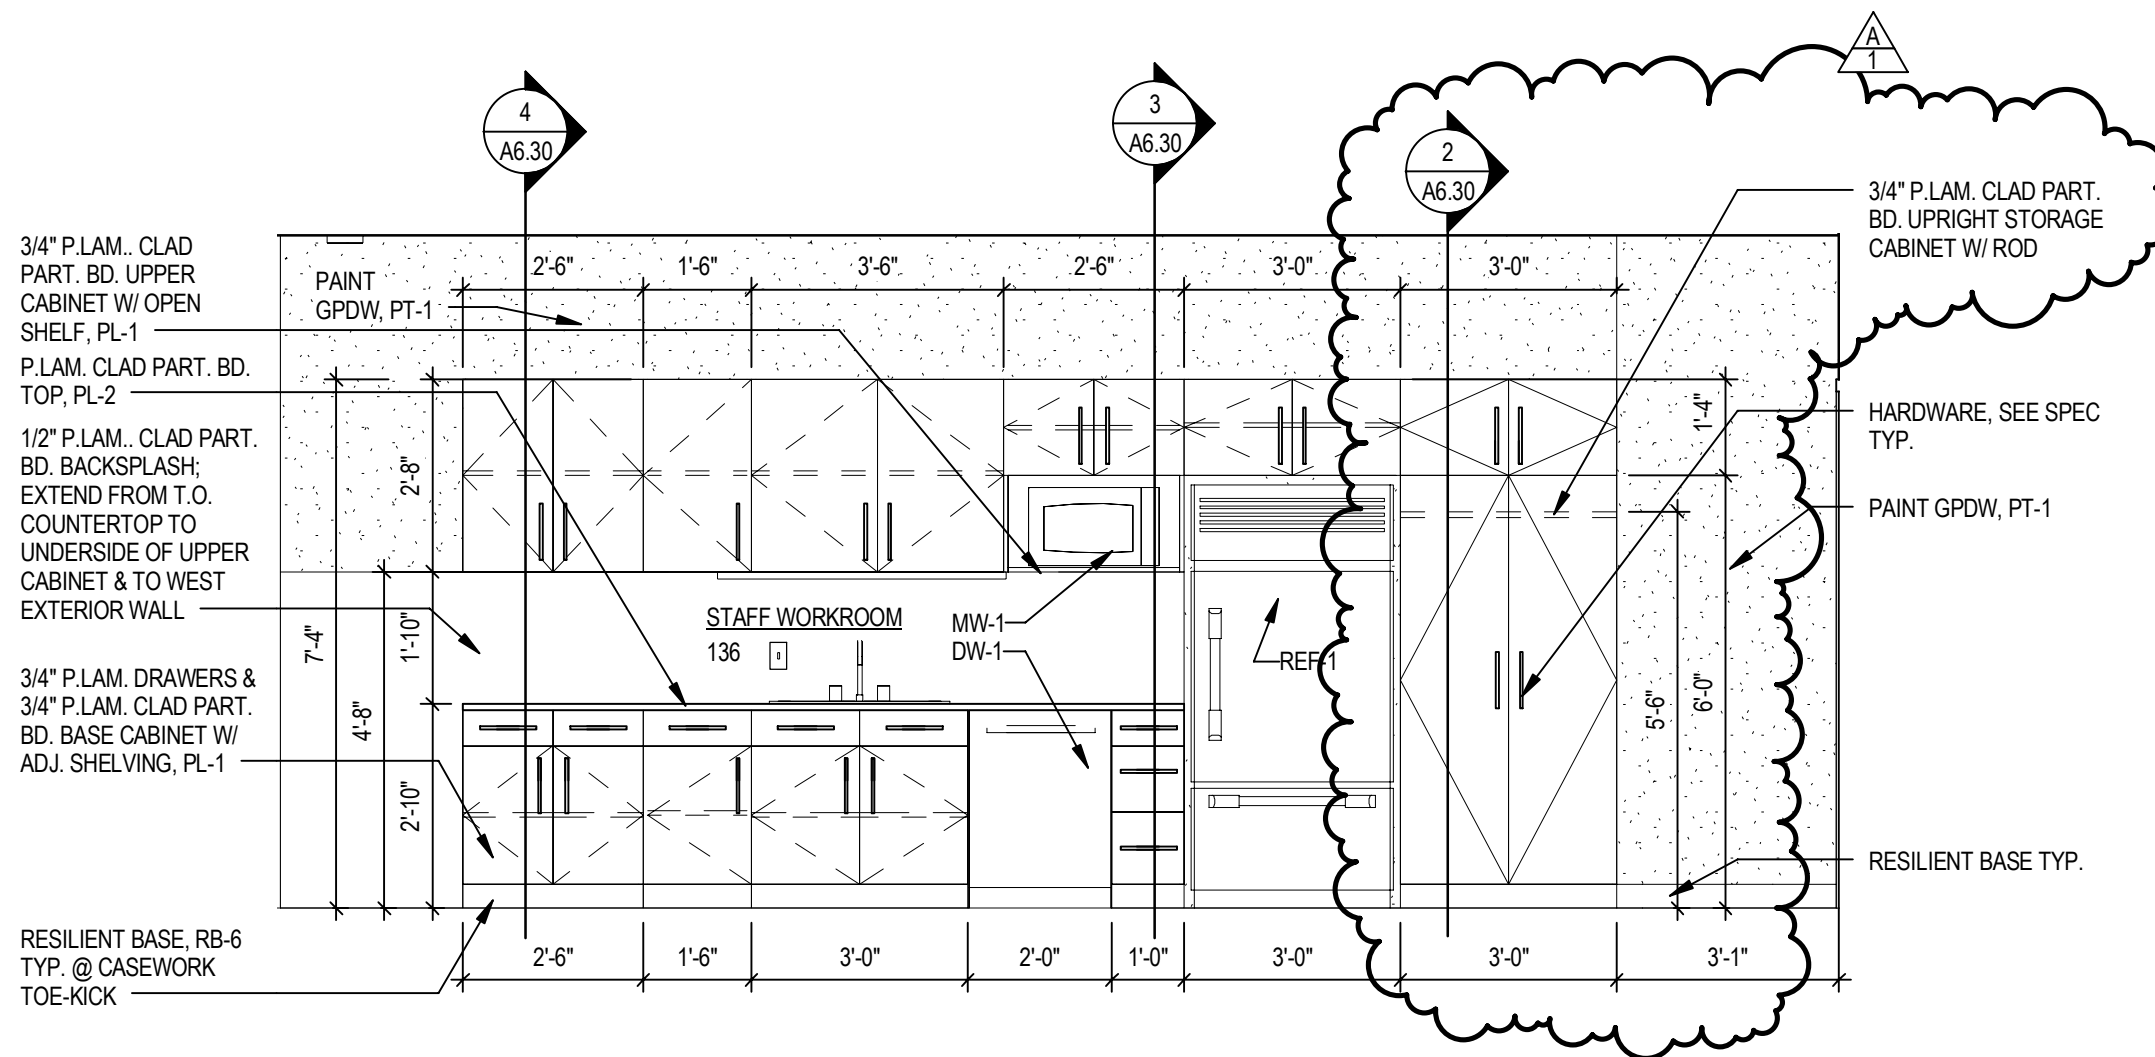 A
1
4
A6.30
3
A6.30
2
A6.30
3/4" P.LAM.. CLAD
PART. BD. UPPER
CABINET W/ OPEN
SHELF, PL-1
P.LAM. CLAD PART. BD.
TOP, PL-2
1/2" P.LAM.. CLAD PART.
BD. BACKSPLASH;
EXTEND FROM T.O.
COUNTERTOP TO
UNDERSIDE OF UPPER
CABINET & TO WEST
EXTERIOR WALL
3/4" P.LAM. DRAWERS &
3/4" P.LAM. CLAD PART.
BD. BASE CABINET W/
ADJ. SHELVING, PL-1
RESILIENT BASE, RB-6
TYP. @ CASEWORK
TOE-KICK
PAINT
GPDW, PT-1
2'-6"
1'-6"
3'-6"
2'-6"
3'-0"
3'-0"
7'-4"
4'-8"
2'-8"
1'-10"
2'-10"
STAFF WORKROOM
136
MW-1
DW-1
REF-1
1'-4"
5'-6"
6'-0"
2'-6"
1'-6"
3'-0"
2'-0"
1'-0"
3'-0"
3'-0"
3'-1"
3/4" P.LAM. CLAD PART.
BD. UPRIGHT STORAGE
CABINET W/ ROD
HARDWARE, SEE SPEC
TYP.
PAINT GPDW, PT-1
RESILIENT BASE TYP.